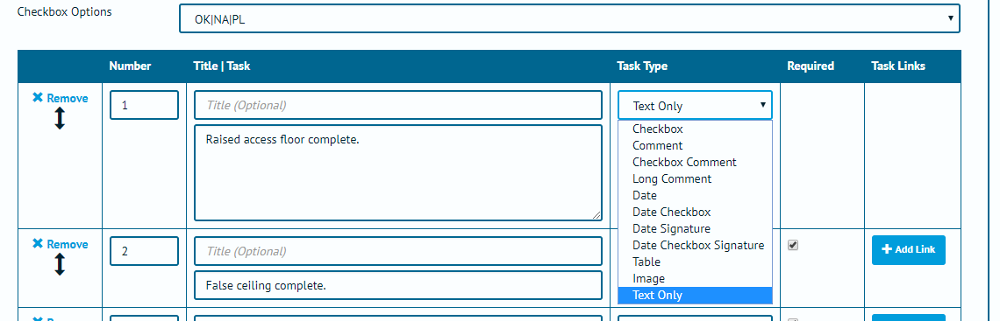 Checkbox Options
OK|NA|PL
Number Title | Task Task Type Required Task Links
Remove
1
Title (Optional)
Raised access floor complete.
Text Only
Checkbox
Comment
Checkbox Comment
Long Comment
Date
Date Checkbox
Date Signature
Date Checkbox Signature
Table
Image
Text Only
Remove
2
Title (Optional)
False ceiling complete.
Add Link